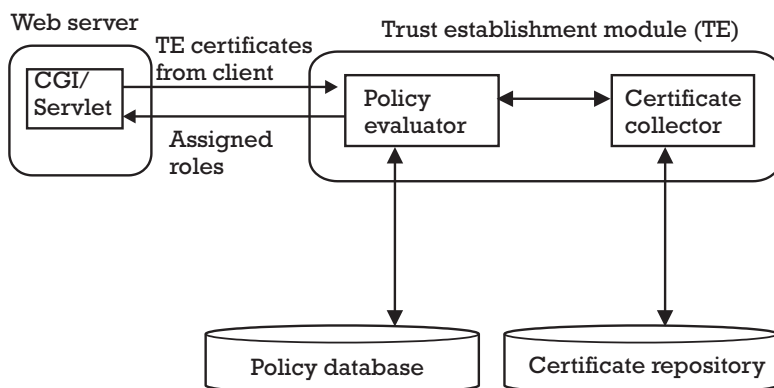 Web server
Trust establishment module (TE)
TE certificates
from client
CGI/
Servlet
Policy
evaluator
Certificate
collector
Assigned
roles
Policy database
Certificate repository